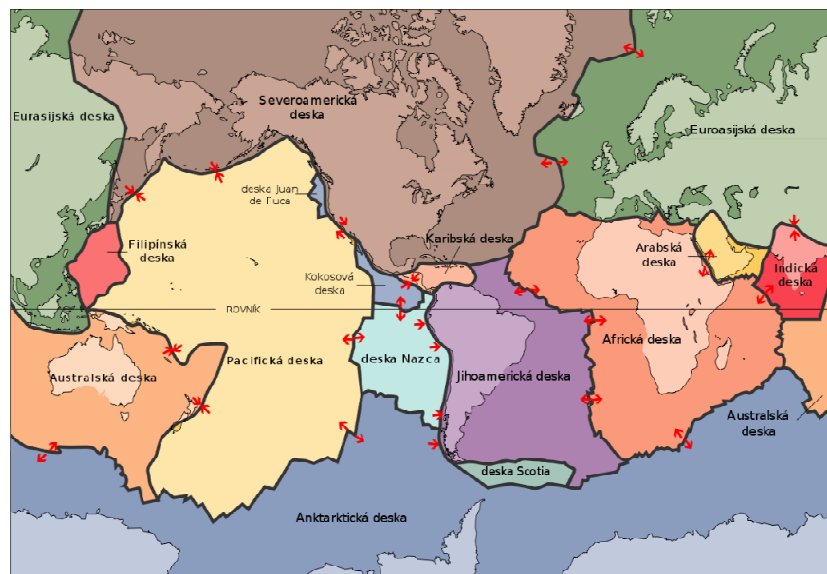 Severoamerická
deska
Eurasijská deska
Euroasijská deska
deska Juan
de Fuca
Filipínská
deska
Karibská deska
Arabská
deska
Indická
deska
Kokosová
deska
ROVNÍK
Africká deska
Pacifická deska
deska Nazca
Australská deska
Jihoamerická deska
Australská
deska
deska Scotia
Anktarktická deska